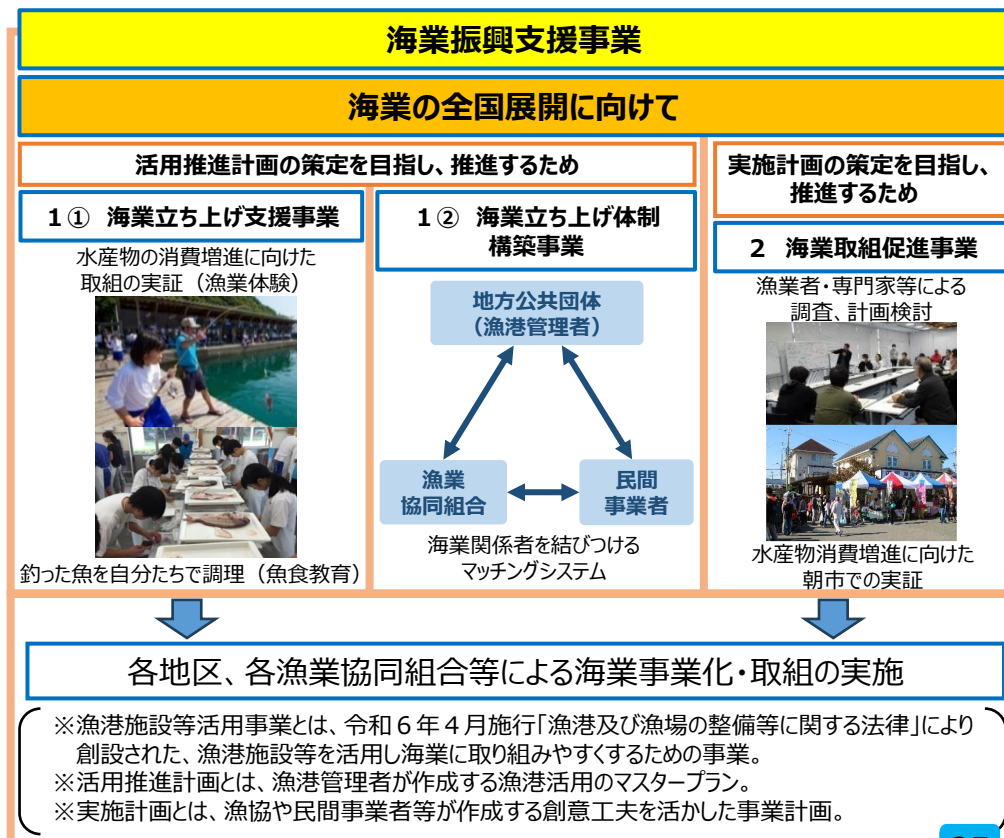 海業振興支援事業
海業の全国展開に向けて
活用推進計画の策定を目指し、推進するため
1① 海業立ち上げ支援事業
水産物の消費増進に向けた
取組の実証（漁業体験）
釣った魚を自分たちで調理（魚食教育）
1② 海業立ち上げ体制
構築事業
地方公共団体
（漁港管理者）
漁業
協同組合
民間
事業者
海業関係者を結びつける
マッチングシステム
実施計画の策定を目指し、
推進するため
2 海業取組促進事業
漁業者・専門家等による
調査、計画検討
水産物消費増進に向けた
朝市での実証
各地区、各漁業協同組合等による海業事業化・取組の実施
※漁港施設等活用事業とは、令和６年４月施行「漁港及び漁場の整備等に関する法律」により
創設された、漁港施設等を活用し海業に取り組みやすくするための事業。
※活用推進計画とは、漁港管理者が作成する漁港活用のマスタープラン。
※実施計画とは、漁協や民間事業者等が作成する創意工夫を活かした事業計画。